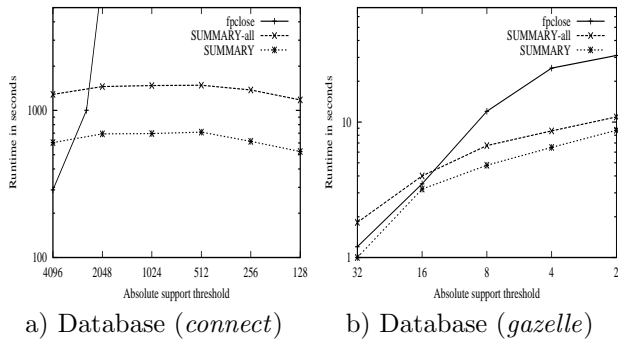 fpclose
SUMMARY-all
SUMMARY
Runtime in seconds
1000
100
4096 2048 1024 512 256 128
Absolute support threshold
a) Database (connect)
fpclose
SUMMARY-all
SUMMARY
Runtime in seconds
10
1
32 16 8 4 2
Absolute support threshold
b) Database (gazelle)